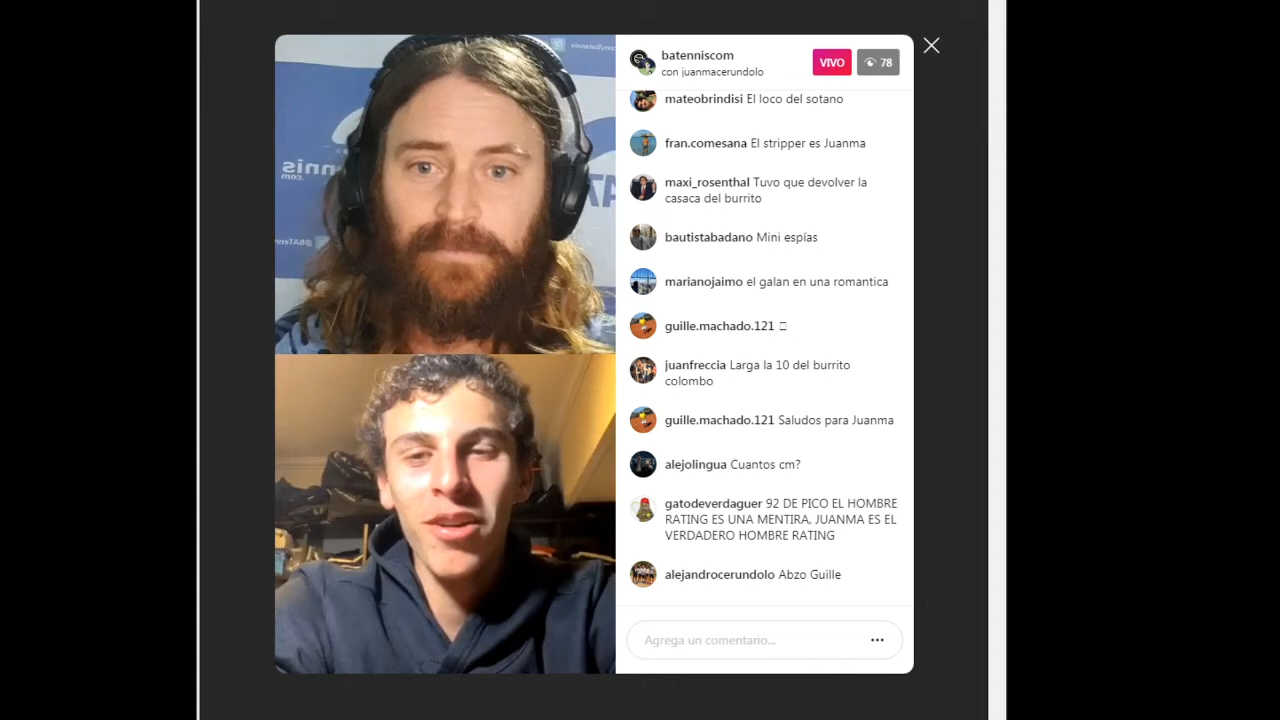 batenniscom
con juanmacerundolo
VIVO
78
mateobrindisi El loco del sotano
fran.comesana El stripper es Juanma
maxi_rosenthal Tuvo que devolver la
casaca del burrito
bautistabadano Mini espías
marianojaimo el galan en una romantica
guille.machado.121
juanfreccia Larga la 10 del burrito
colombo
guille.machado.121 Saludos para Juanma
alejolingua Cuantos cm?
gatodeverdaguer 92 DE PICO EL HOMBRE
RATING ES UNA MENTIRA, JUANMA ES EL
VERDADERO HOMBRE RATING
alejandrocerundolo Abzo Guille
Agrega un comentario...